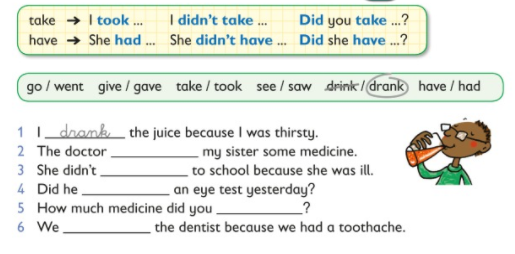 take → I took ... I didn't take ... Did you take ...?
have → She had ... She didn't have ... Did she have ...?
go / went give / gave take / took see / saw drink / drank have / had
1 I __drank__ the juice because I was thirsty.
2 The doctor ____________ my sister some medicine.
3 She didn't ____________ to school because she was ill.
4 Did he ____________ an eye test yesterday?
5 How much medicine did you ____________?
6 We ____________ the dentist because we had a toothache.